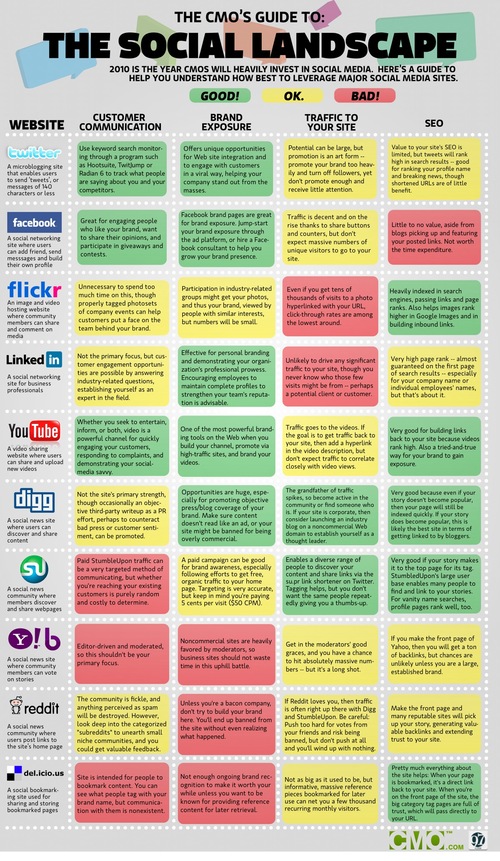 THE CMO'S GUIDE TO:
THE SOCIAL LANDSCAPE
2010 IS THE YEAR CMOS WILL HEAVILY INVEST IN SOCIAL MEDIA. HERE'S A GUIDE TO
HELP YOU UNDERSTAND HOW BEST TO LEVERAGE MAJOR SOCIAL MEDIA SITES.
GOOD! OK. BAD!
WEBSITE
CUSTOMER
COMMUNICATION
BRAND
EXPOSURE
TRAFFIC TO
YOUR SITE
SEO
twitter
A microblogging site
that enables users
to send 'tweets', or
messages of 140
characters or less
Use keyword search monitor-
ing through a program such
as Hootsuite, TwitJump or
Radian 6 to track what people
are saying about you and your
competitors.
Offers unique opportunities
for Web site integration and
to engage with customers
in a viral way, helping your
company stand out from the
masses.
Potential can be large, but
promotion is an art form --
promote your brand too heav-
ily and turn off followers, yet
don't promote enough and
receive little attention.
Value to your site's SEO is
limited, but tweets will rank
high in search results -- good
for ranking your profile name
and breaking news, though
shortened URLs are of little
benefit.
facebook
A social networking
site where users
can add friend, send
messages and build
their own profile
Great for engaging people
who like your brand, want
to share their opinions, and
participate in giveaways and
contests.
Facebook brand pages are great
for brand exposure. Jump-start
your brand exposure through
the ad platform, or hire a Face-
book consultant to help you
grow your brand presence.
Traffic is decent and on the
rise thanks to share buttons
and counters, but don't
expect massive numbers of
unique visitors to go to your
site.
Little to no value, aside from
blogs picking up and featuring
your posted links. Not worth
the time expenditure.
flickr
An image and video
hosting website
where community
members can share
and comment on
media
Unnecessary to spend too
much time on this, though
properly tagged photosets
of company events can help
customers put a face on the
team behind your brand.
Participation in industry-related
groups might get your photos,
and thus your brand, viewed by
people with similar interests,
but numbers will be small.
Even if you get tens of
thousands of visits to a photo
hyperlinked with your URL,
click-through rates are among
the lowest around.
Heavily indexed in search
engines, passing links and page
ranks. Also helps images rank
higher in Google Images and in
building inbound links.
Linked in
A social networking
site for business
professionals
Not the primary focus, but cus-
tomer engagement opportuni-
ties are possible by answering
industry-related questions,
establishing yourself as an
expert in the field.
Effective for personal branding
and demonstrating your organi-
zation's professional prowess.
Encouraging employees to
maintain complete profiles to
strengthen your team's reputa-
tion is advisable.
Unlikely to drive any significant
traffic to your site, though you
never know who those few
visits might be from -- perhaps
a potential client or customer.
Very high page rank -- almost
guaranteed on the first page
of search results -- especially
for your company name or
individual employees' names,
but that's about it.
YouTube
A video sharing
website where users
can share and upload
new videos
Whether you seek to entertain,
inform, or both, video is a
powerful channel for quickly
engaging your customers,
responding to complaints, and
demonstrating your social-
media savvy.
One of the most powerful brand-
ing tools on the Web when you
build your channel, promote via
high-traffic sites, and brand your
videos.
Traffic goes to the videos. If
the goal is to get traffic back to
your site, then add a hyperlink
in the video description, but
don't expect traffic to correlate
closely with video views.
Very good for building links
back to your site because videos
rank high. Also a tried-and-true
way for your brand to gain
exposure.
digg
A social news site
where users can
discover and share
content
Not the site's primary strength,
though occasionally an objec-
tive third-party writeup as a PR
effort, perhaps to counteract
bad press or customer senti-
ment, can be promoted.
Opportunities are huge, espe-
cially for promoting objective
press/blog coverage of your
brand. Make sure content
doesn't read like an ad, or your
site might be banned for being
overly commercial.
The grandfather of traffic
spikes, so become active in the
community or find someone who
is. If your site is corporate, then
consider launching an industry
blog on a noncommercial Web
domain to establish yourself as a
thought leader.
Very good because even if your
story doesn't become popular,
then your page will still be
indexed quickly. If your story
does become popular, this is
likely the best site in terms of
getting linked to by bloggers.
A social news
community where
members discover
and share webpages
Paid StumbleUpon traffic can
be a very targeted method of
communicating, but whether
you're reaching your existing
customers is purely random
and costly to determine.
A paid campaign can be good
for brand awareness, especially
following efforts to get free,
organic traffic to your home
page. Targeting is very accurate,
but keep in mind you're paying
5 cents per visit ($50 CPM).
Enables a diverse range of
people to discover your
content and share links via the
su.pr link shortener on Twitter.
Tagging helps, but you don't
want the same people repeat-
edly giving you a thumbs-up.
Very good if your story makes
it to the top page for its tag.
StumbledUpon's large user
base enables many people to
find and link to your stories.
For vanity name searches,
profile pages rank well, too.
Y! b
A social news site
where community
members can vote
on stories
Editor-driven and moderated,
so this shouldn't be your
primary focus.
Noncommercial sites are heavily
favored by moderators, so
business sites should not waste
time in this uphill battle.
Get in the moderators' good
graces, and you have a chance
to hit absolutely massive num-
bers -- but it's a long shot.
If you make the front page of
Yahoo, then you will get a ton
of backlinks, but chances are
unlikely unless you are a large,
established brand.
reddit
A social news
community where
users post links to
the site's home page
The community is fickle, and
anything perceived as spam
will be destroyed. However,
look deep into the categorized
"subreddits" to unearth small
niche communities, and you
could get valuable feedback.
Unless you're a bacon company,
don't try to build your brand
here. You'll end up banned from
the site without even realizing
what happened.
If Reddit loves you, then traffic
is often right up there with Digg
and StumbleUpon. Be careful:
Push too hard for votes from
your friends and risk being
banned, but don't push at all
and you'll wind up with nothing.
Make the front page and
many reputable sites will pick
up your story, generating valu-
able backlinks and extending
trust to your site.
del.icio.us
A social bookmark-
ing site used for
sharing and storing
bookmarked pages
Site is intended for people to
bookmark content. You can
see what people tag with your
brand name, but communica-
tion with them is nonexistent.
Not enough ongoing brand rec-
ognition to make it worth your
while unless you want to be
known for providing reference
content for later retrieval.
Not as big as it used to be, but
informative, massive reference
pieces bookmarked for later
use can net you a few thousand
recurring monthly visitors.
Pretty much everything about
the site helps. When your page
is bookmarked, it's a direct link
back to your site. When you're
on the front page of the site, the
big category tag pages are full of
trust, which will pass directly to
your URL.
CMO.COM
97